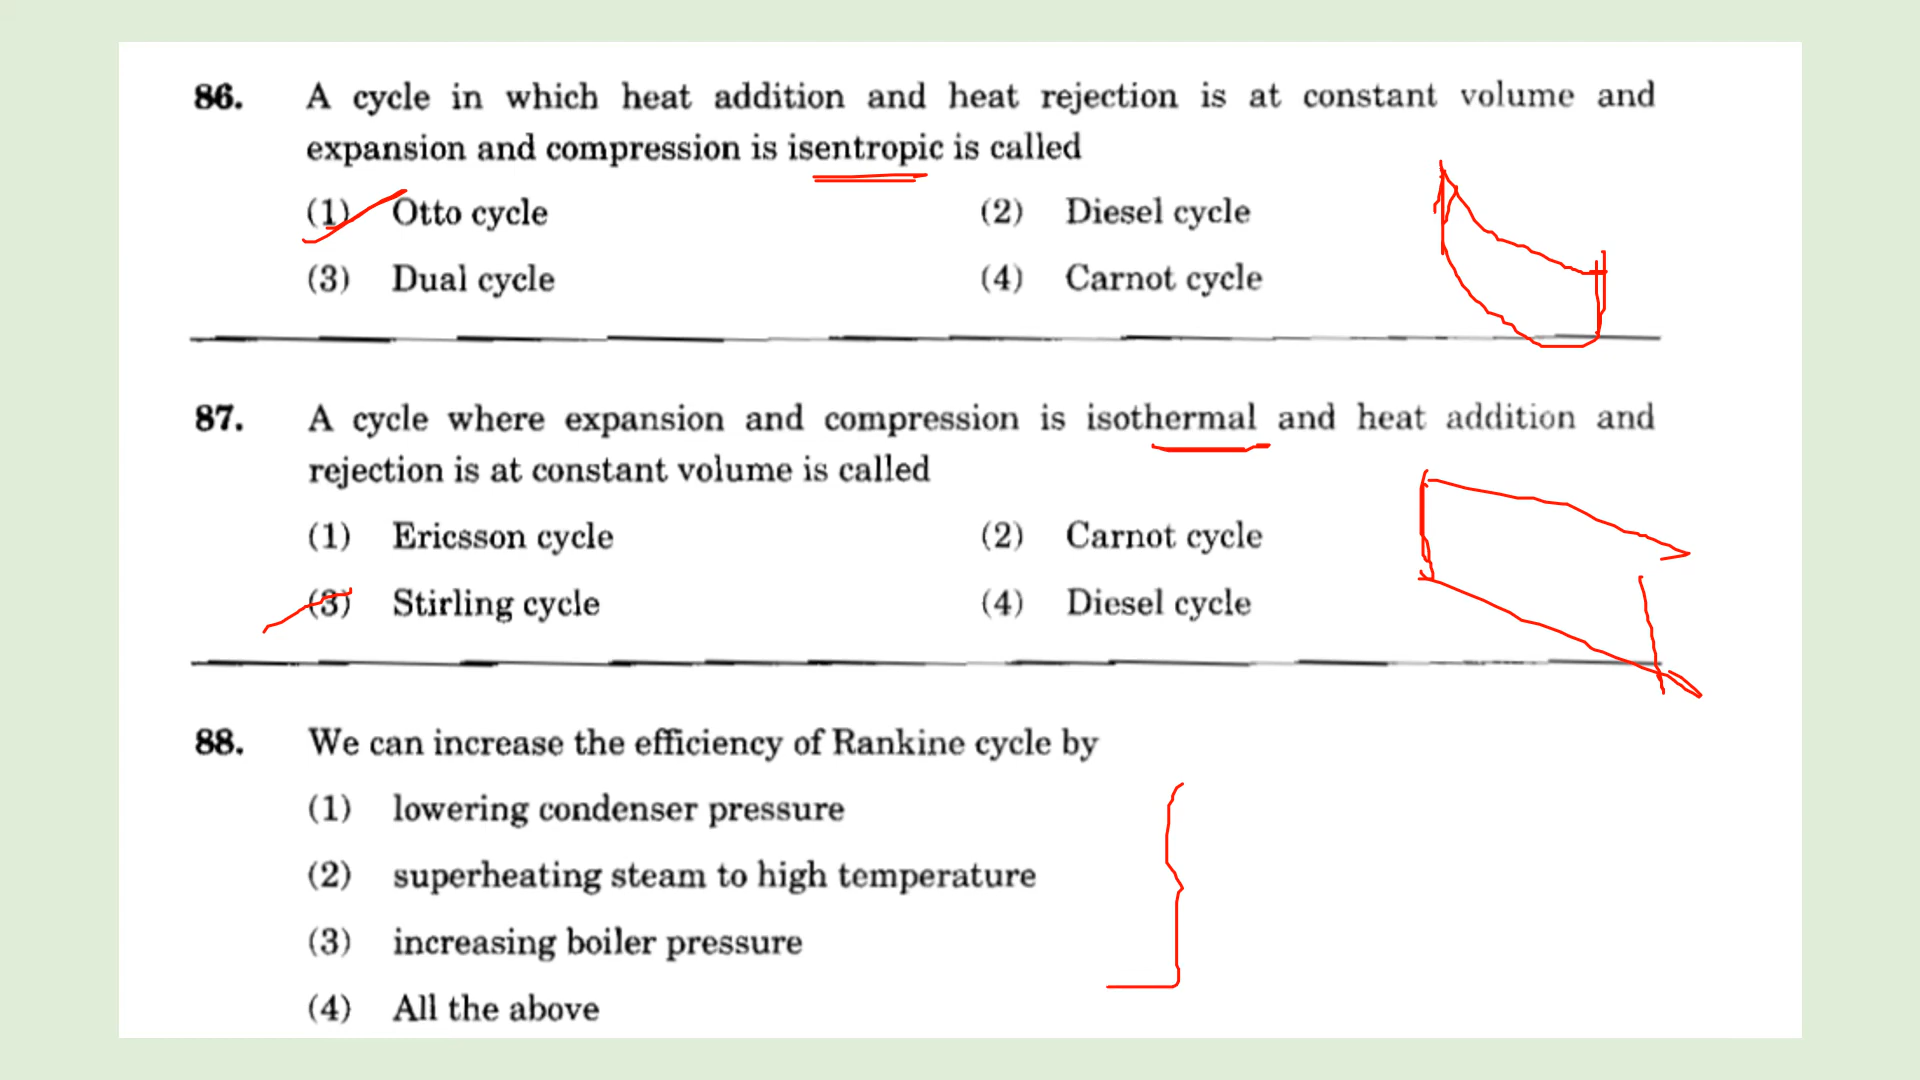 86. A cycle in which heat addition and heat rejection is at constant volume and
expansion and compression is isentropic is called
(1) Otto cycle (2) Diesel cycle
(3) Dual cycle (4) Carnot cycle
87. A cycle where expansion and compression is isothermal and heat addition and
rejection is at constant volume is called
(1) Ericsson cycle (2) Carnot cycle
(3) Stirling cycle (4) Diesel cycle
88. We can increase the efficiency of Rankine cycle by
(1) lowering condenser pressure
(2) superheating steam to high temperature
(3) increasing boiler pressure
(4) All the above